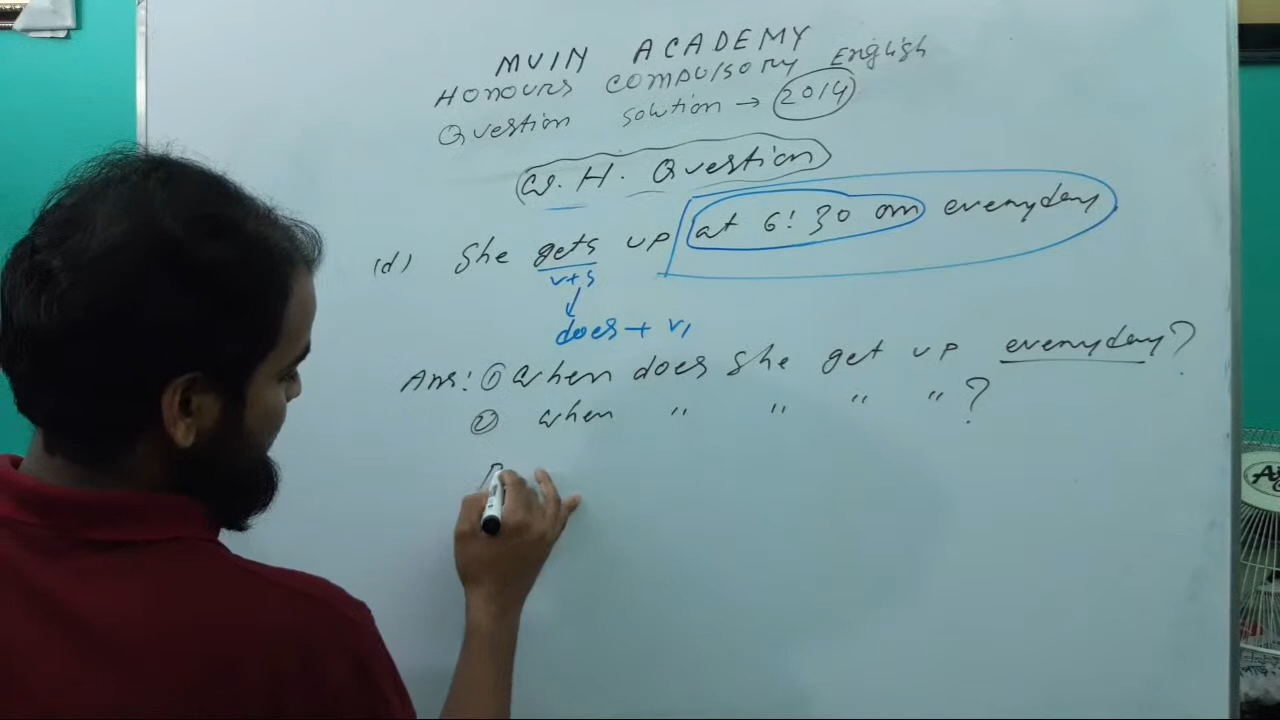 MUIN ACADEMY
HONOURS COMPULSORY English
Question solution → 2014
W. H. Question
(d) She gets up at 6:30 am everyday
v+s
↓
does + v1
Ans: ① When does she get up everyday?
② when " " " " ?